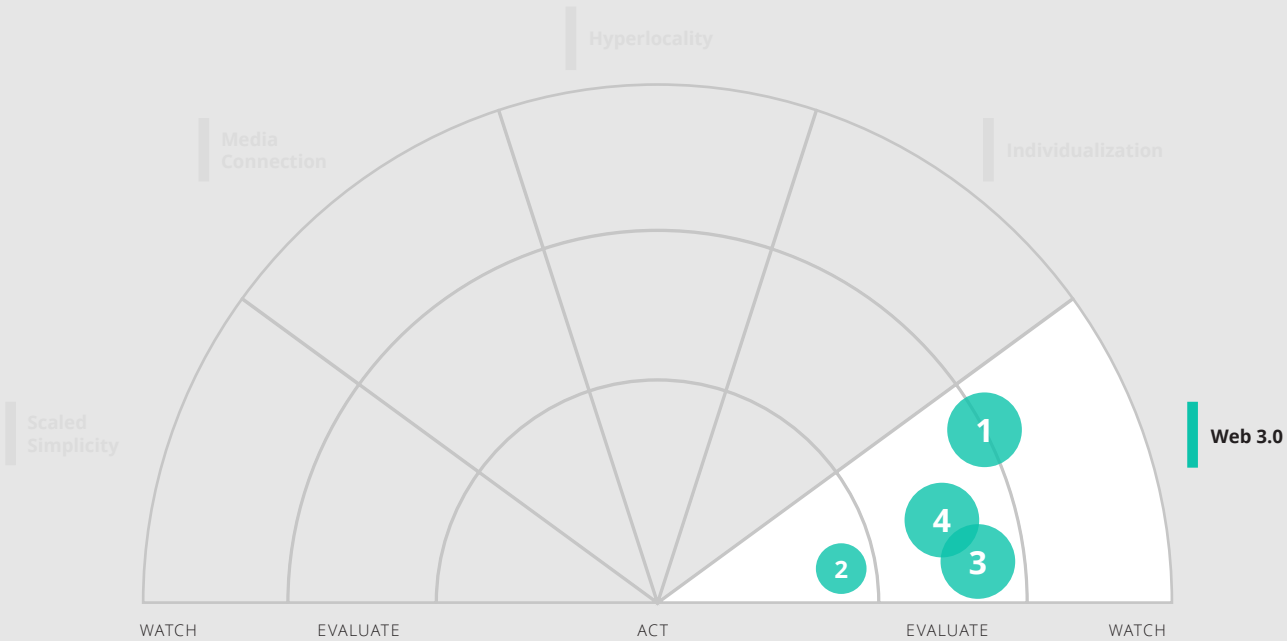 Hyperlocality
Media
Connection
Individualization
Scaled
Simplicity
Web 3.0
1
4
3
2
WATCH
EVALUATE
ACT
EVALUATE
WATCH